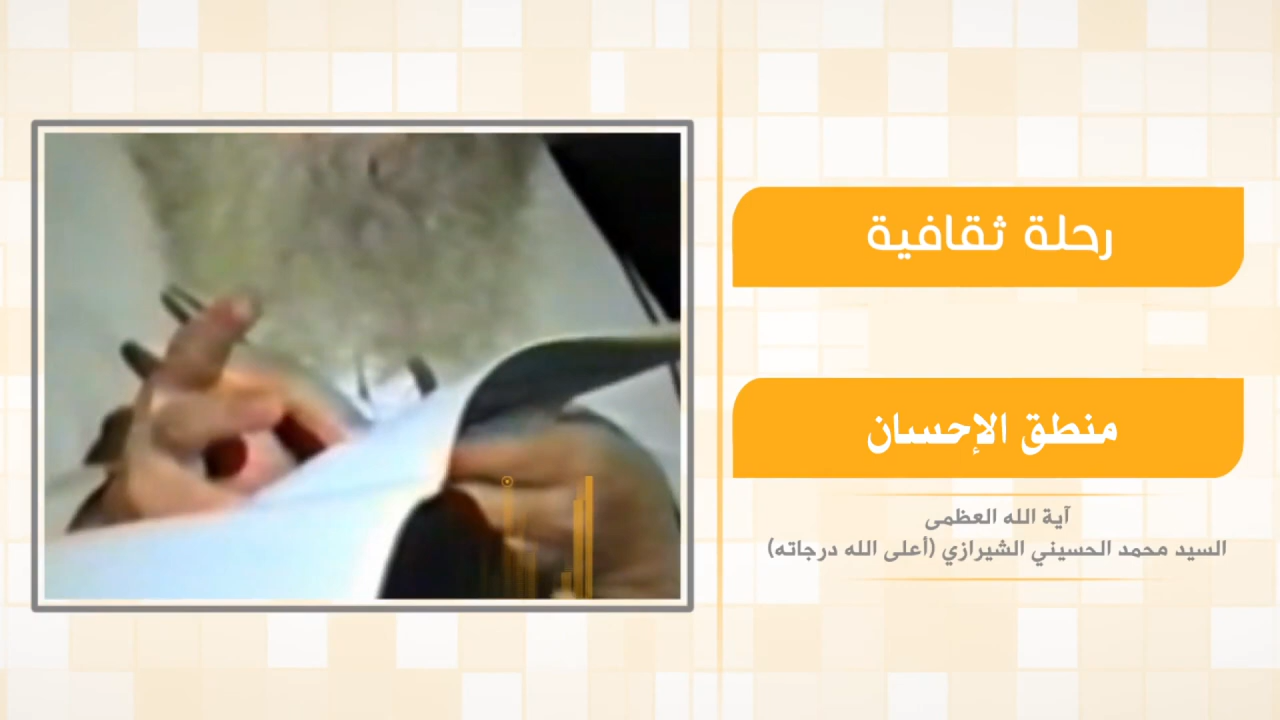 رحلة ثقافية
منطق الإحسان
آية الله العظمى
السيد محمد الحسيني الشيرازي (أعلى الله درجاته)